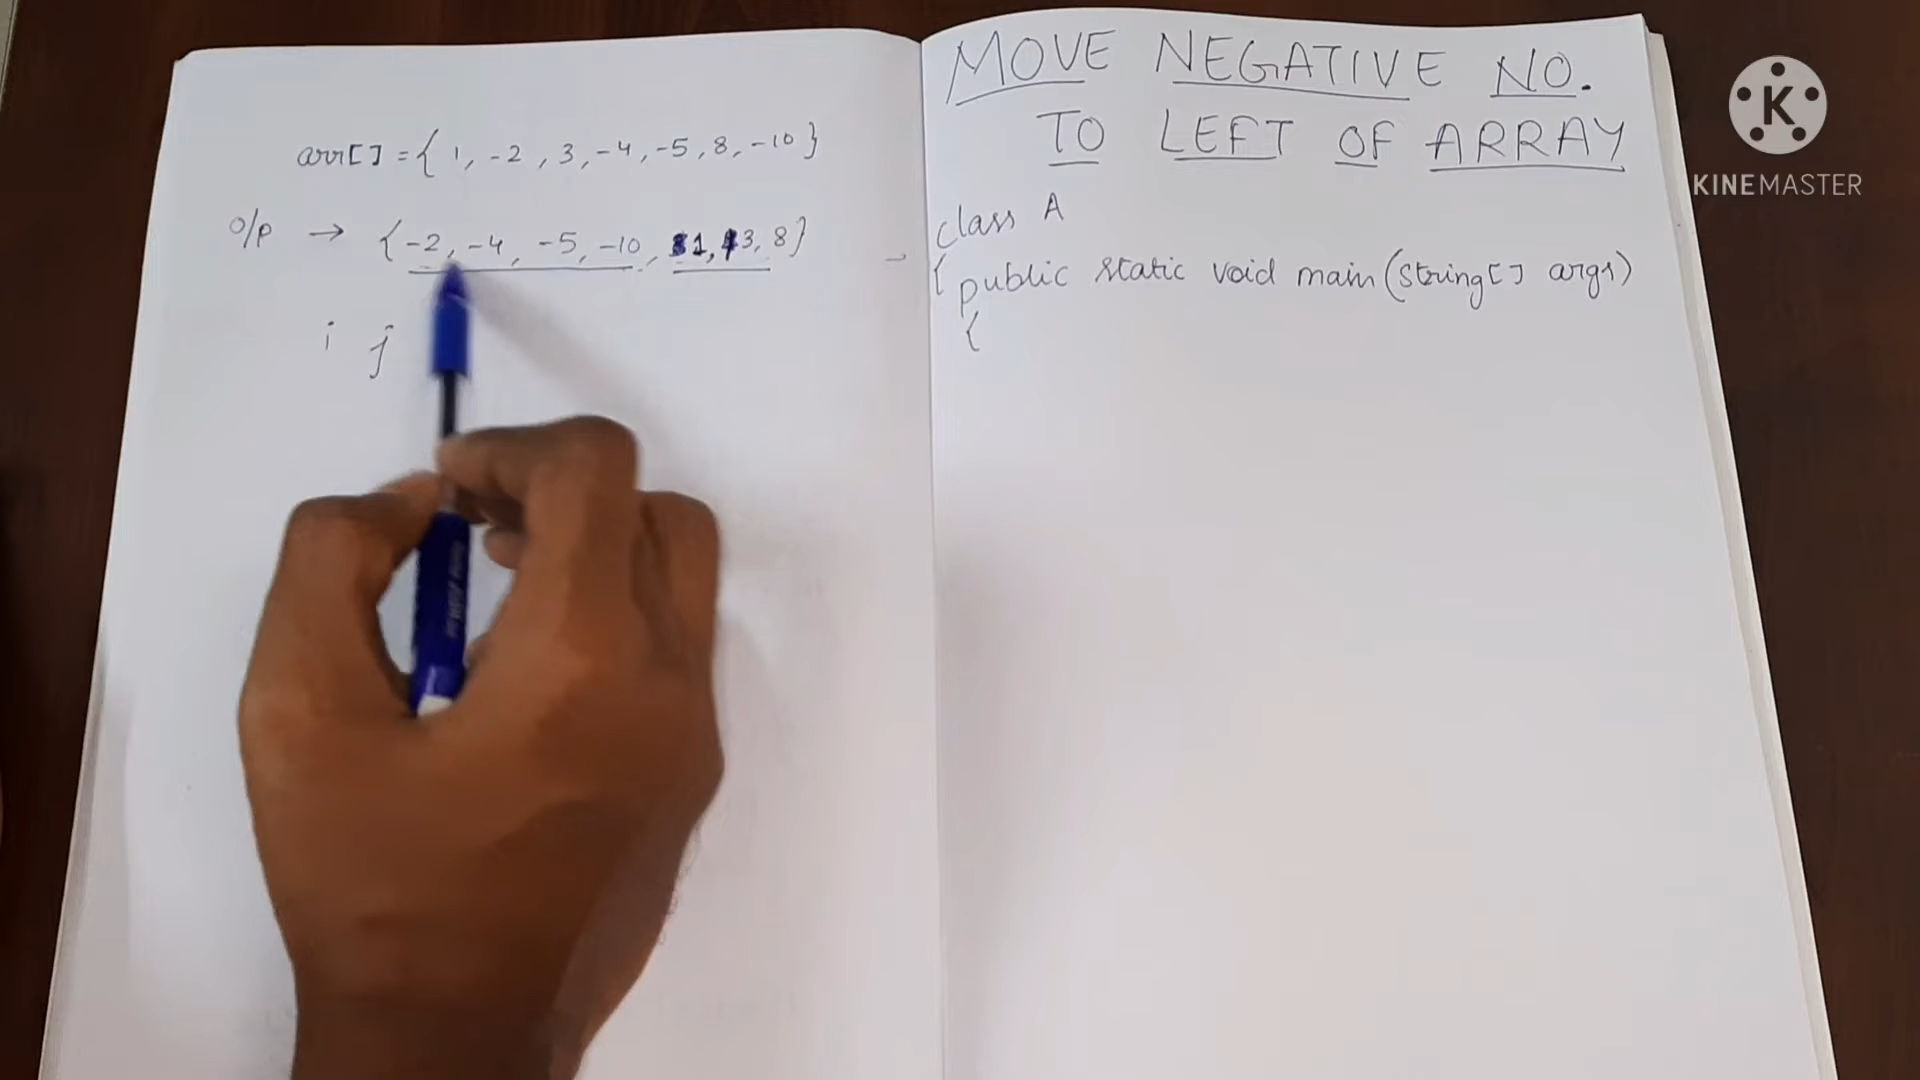 arr[] = { 1, -2, 3, -4, -5, 8, -10 }
o/p → { -2, -4, -5, -10, 1, 3, 8 }
i j
MOVE NEGATIVE NO.
TO LEFT OF ARRAY
class A
{ public static void main(string[] args)
{
K
KINEMASTER